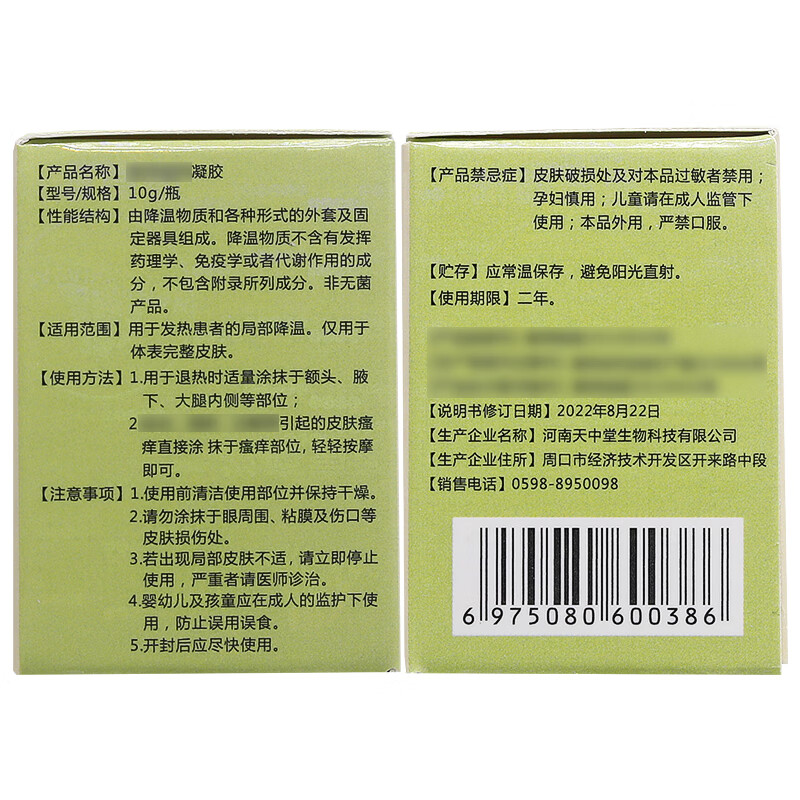 【产品名称】 凝胶
【型号/规格】 10g/瓶
【性能结构】 由降温物质和各种形式的外套及固
定器具组成。降温物质不含有发挥
药理学、免疫学或者代谢作用的成
分，不包含附录所列成分。非无菌
产品。
【适用范围】 用于发热患者的局部降温。仅用于
体表完整皮肤。
【使用方法】 1.用于退热时适量涂抹于额头、腋
下、大腿内侧等部位；
2 引起的皮肤瘙
痒直接涂 抹于瘙痒部位，轻轻按摩
即可。
【注意事项】 1.使用前清洁使用部位并保持干燥。
2.请勿涂抹于眼周围、粘膜及伤口等
皮肤损伤处。
3.若出现局部皮肤不适，请立即停止
使用，严重者请医师诊治。
4.婴幼儿及孩童应在成人的监护下使
用，防止误用误食。
5.开封后应尽快使用。
【产品禁忌症】 皮肤破损处及对本品过敏者禁用；
孕妇慎用；儿童请在成人监管下
使用；本品外用，严禁口服。
【贮存】 应常温保存，避免阳光直射。
【使用期限】 二年。
【说明书修订日期】 2022年8月22日
【生产企业名称】 河南天中堂生物科技有限公司
【生产企业住所】 周口市经济技术开发区开来路中段
【销售电话】 0598-8950098
6 975080 600386